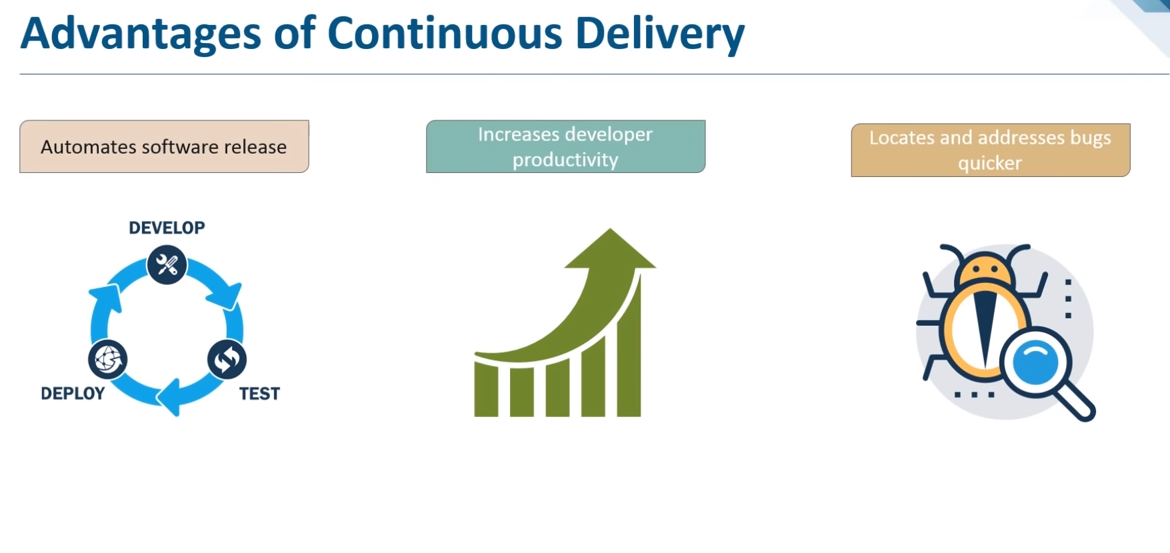 Advantages of Continuous Delivery
Automates software release
Increases developer
productivity
Locates and addresses bugs
quicker
DEVELOP
DEPLOY
TEST